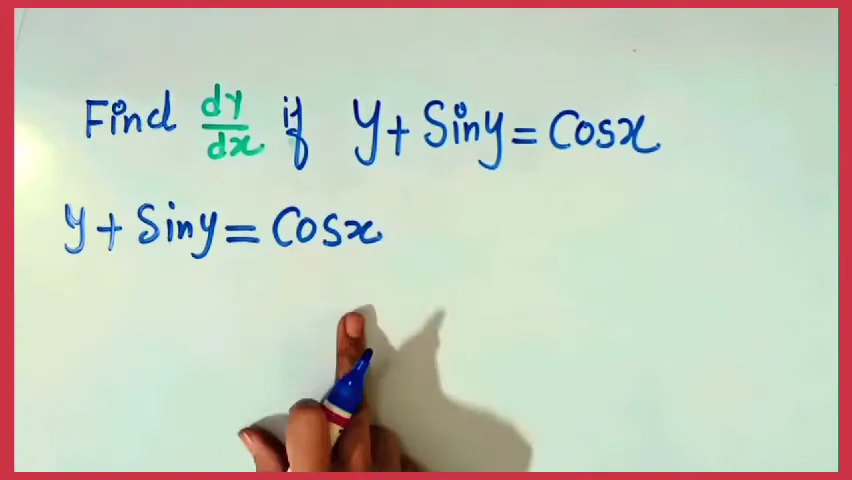 Find dy/dx if y + Siny = Cosx
y + Siny = Cosx